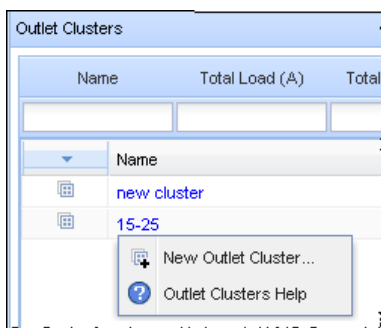 Outlet Clusters
Name Total Load (A) Total
Name
new cluster
15-25
New Outlet Cluster...
Outlet Clusters Help